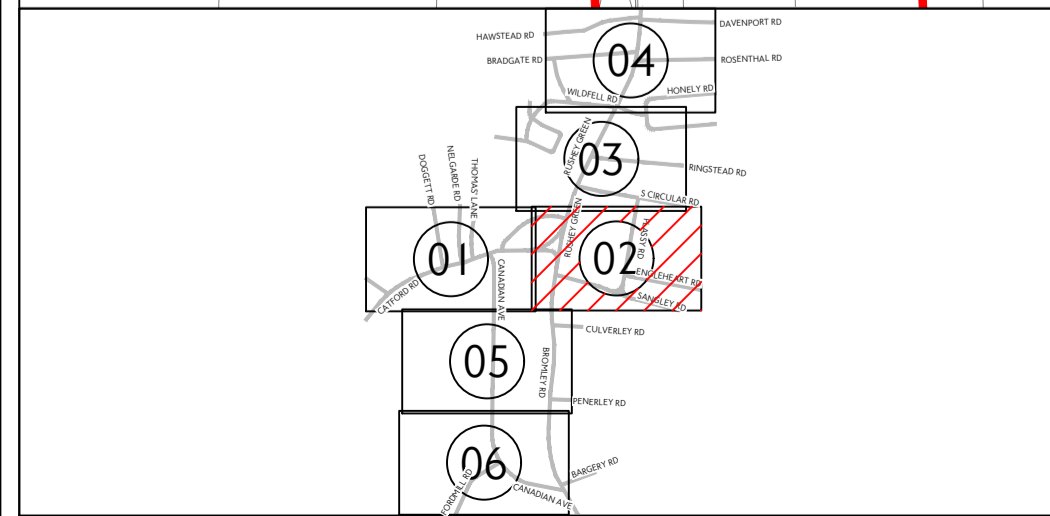 DAVENPORT RD
HAWSTEAD RD
04
BRADGATE RD
ROSENTHAL RD
WILDFELL RD
HONELY RD
RUSHEY GREEN
03
RINGSTEAD RD
DOGGETT RD
NELGARDE RD
THOMAS' LANE
S CIRCULAR RD
RUSHEY GREEN
PLASSY RD
01
02
CANADIAN AVE
ENGLEHEART RD
CATFORD RD
SANGLEY RD
CULVERLEY RD
05
BROMLEY RD
PENERLEY RD
06
BARGERY RD
FORDMILL RD
CANADIAN AVE